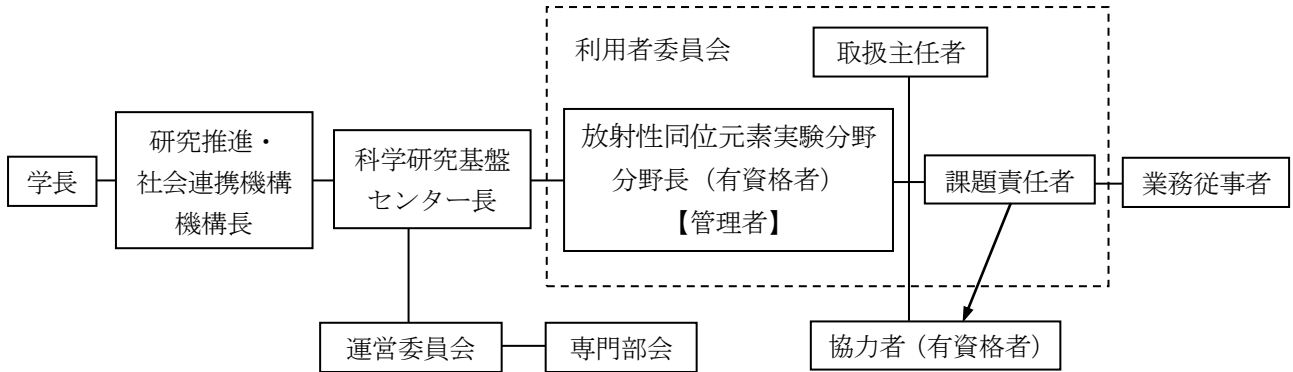 利用者委員会
取扱主任者
学長
研究推進・
社会連携機構
機構長
科学研究基盤
センター長
放射性同位元素実験分野
分野長（有資格者）
【管理者】
課題責任者
業務従事者
運営委員会
専門部会
協力者（有資格者）